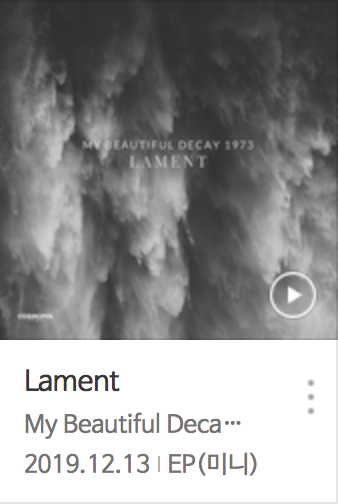 MY BEAUTIFUL DECAY 1973
LAMENT
Lament
My Beautiful Deca···
2019.12.13 | EP(미니)